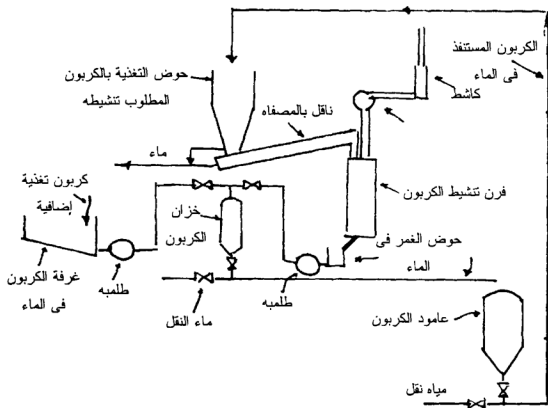 الكربون المستنفذ
فى الماء
حوض التغذية بالكربون
المطلوب تنشيطه
كاشط
ناقل بالمصفاه
ماء
كربون تغذية
إضافية
فرن تتشيط الكربون
خزان
الكربون
حوض الغمر فى
الماء
غرفة الكربون
فى الماء
طلمبه
طلمبه
ماء النقل
عامود الكربون
مياه نقل